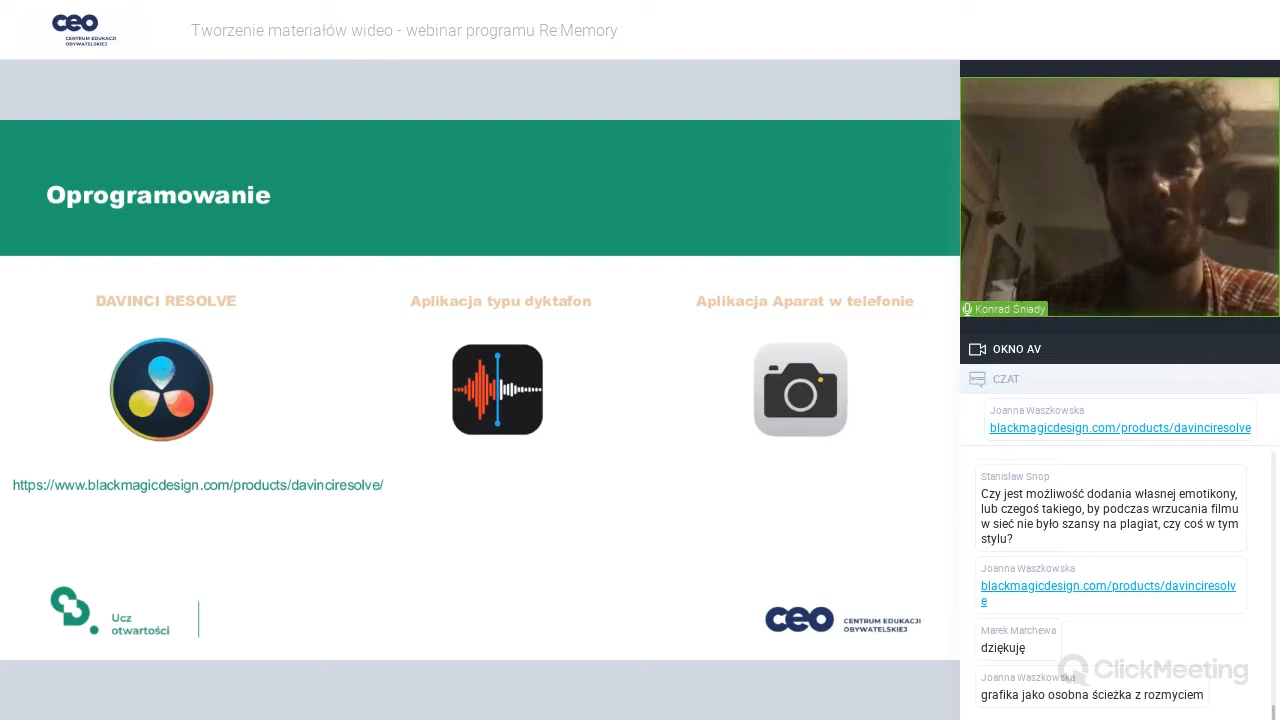 ceo
CENTRUM EDUKACJI
OBYWATELSKIEJ
Tworzenie materiałów wideo - webinar programu Re:Memory
Oprogramowanie
DAVINCI RESOLVE
Aplikacja typu dyktafon
Aplikacja Aparat w telefonie
https://www.blackmagicdesign.com/products/davinciresolve/
Ucz
otwartości
ceo
CENTRUM EDUKACJI
OBYWATELSKIEJ
Konrad Śniady
OKNO AV
CZAT
Joanna Waszkowska
blackmagicdesign.com/products/davinciresolve
Stanisław Snop
Czy jest możliwość dodania własnej emotikony,
lub czegoś takiego, by podczas wrzucania filmu
w sieć nie było szansy na plagiat, czy coś w tym
stylu?
Joanna Waszkowska
blackmagicdesign.com/products/davinciresolv
e
Marek Marchewa
dziękuję
ClickMeeting
Joanna Waszkowska
grafika jako osobna ścieżka z rozmyciem